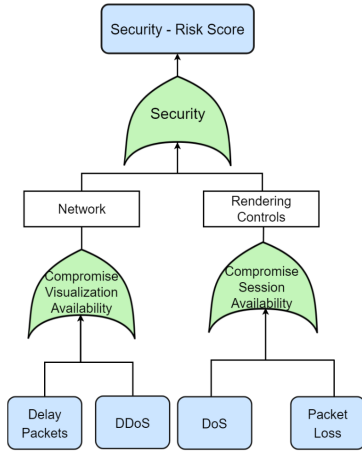 Security - Risk Score
Security
Network
Rendering
Controls
Compromise
Visualization
Availability
Compromise
Session
Availability
Delay
Packets
DDoS
DoS
Packet
Loss